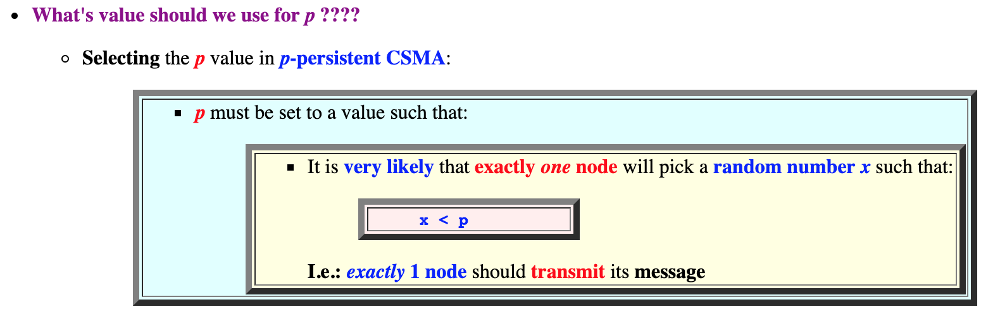 What's value should we use for p ????
Selecting the p value in p-persistent CSMA:
p must be set to a value such that:
It is very likely that exactly one node will pick a random number x such that:
x < p
I.e.: exactly 1 node should transmit its message